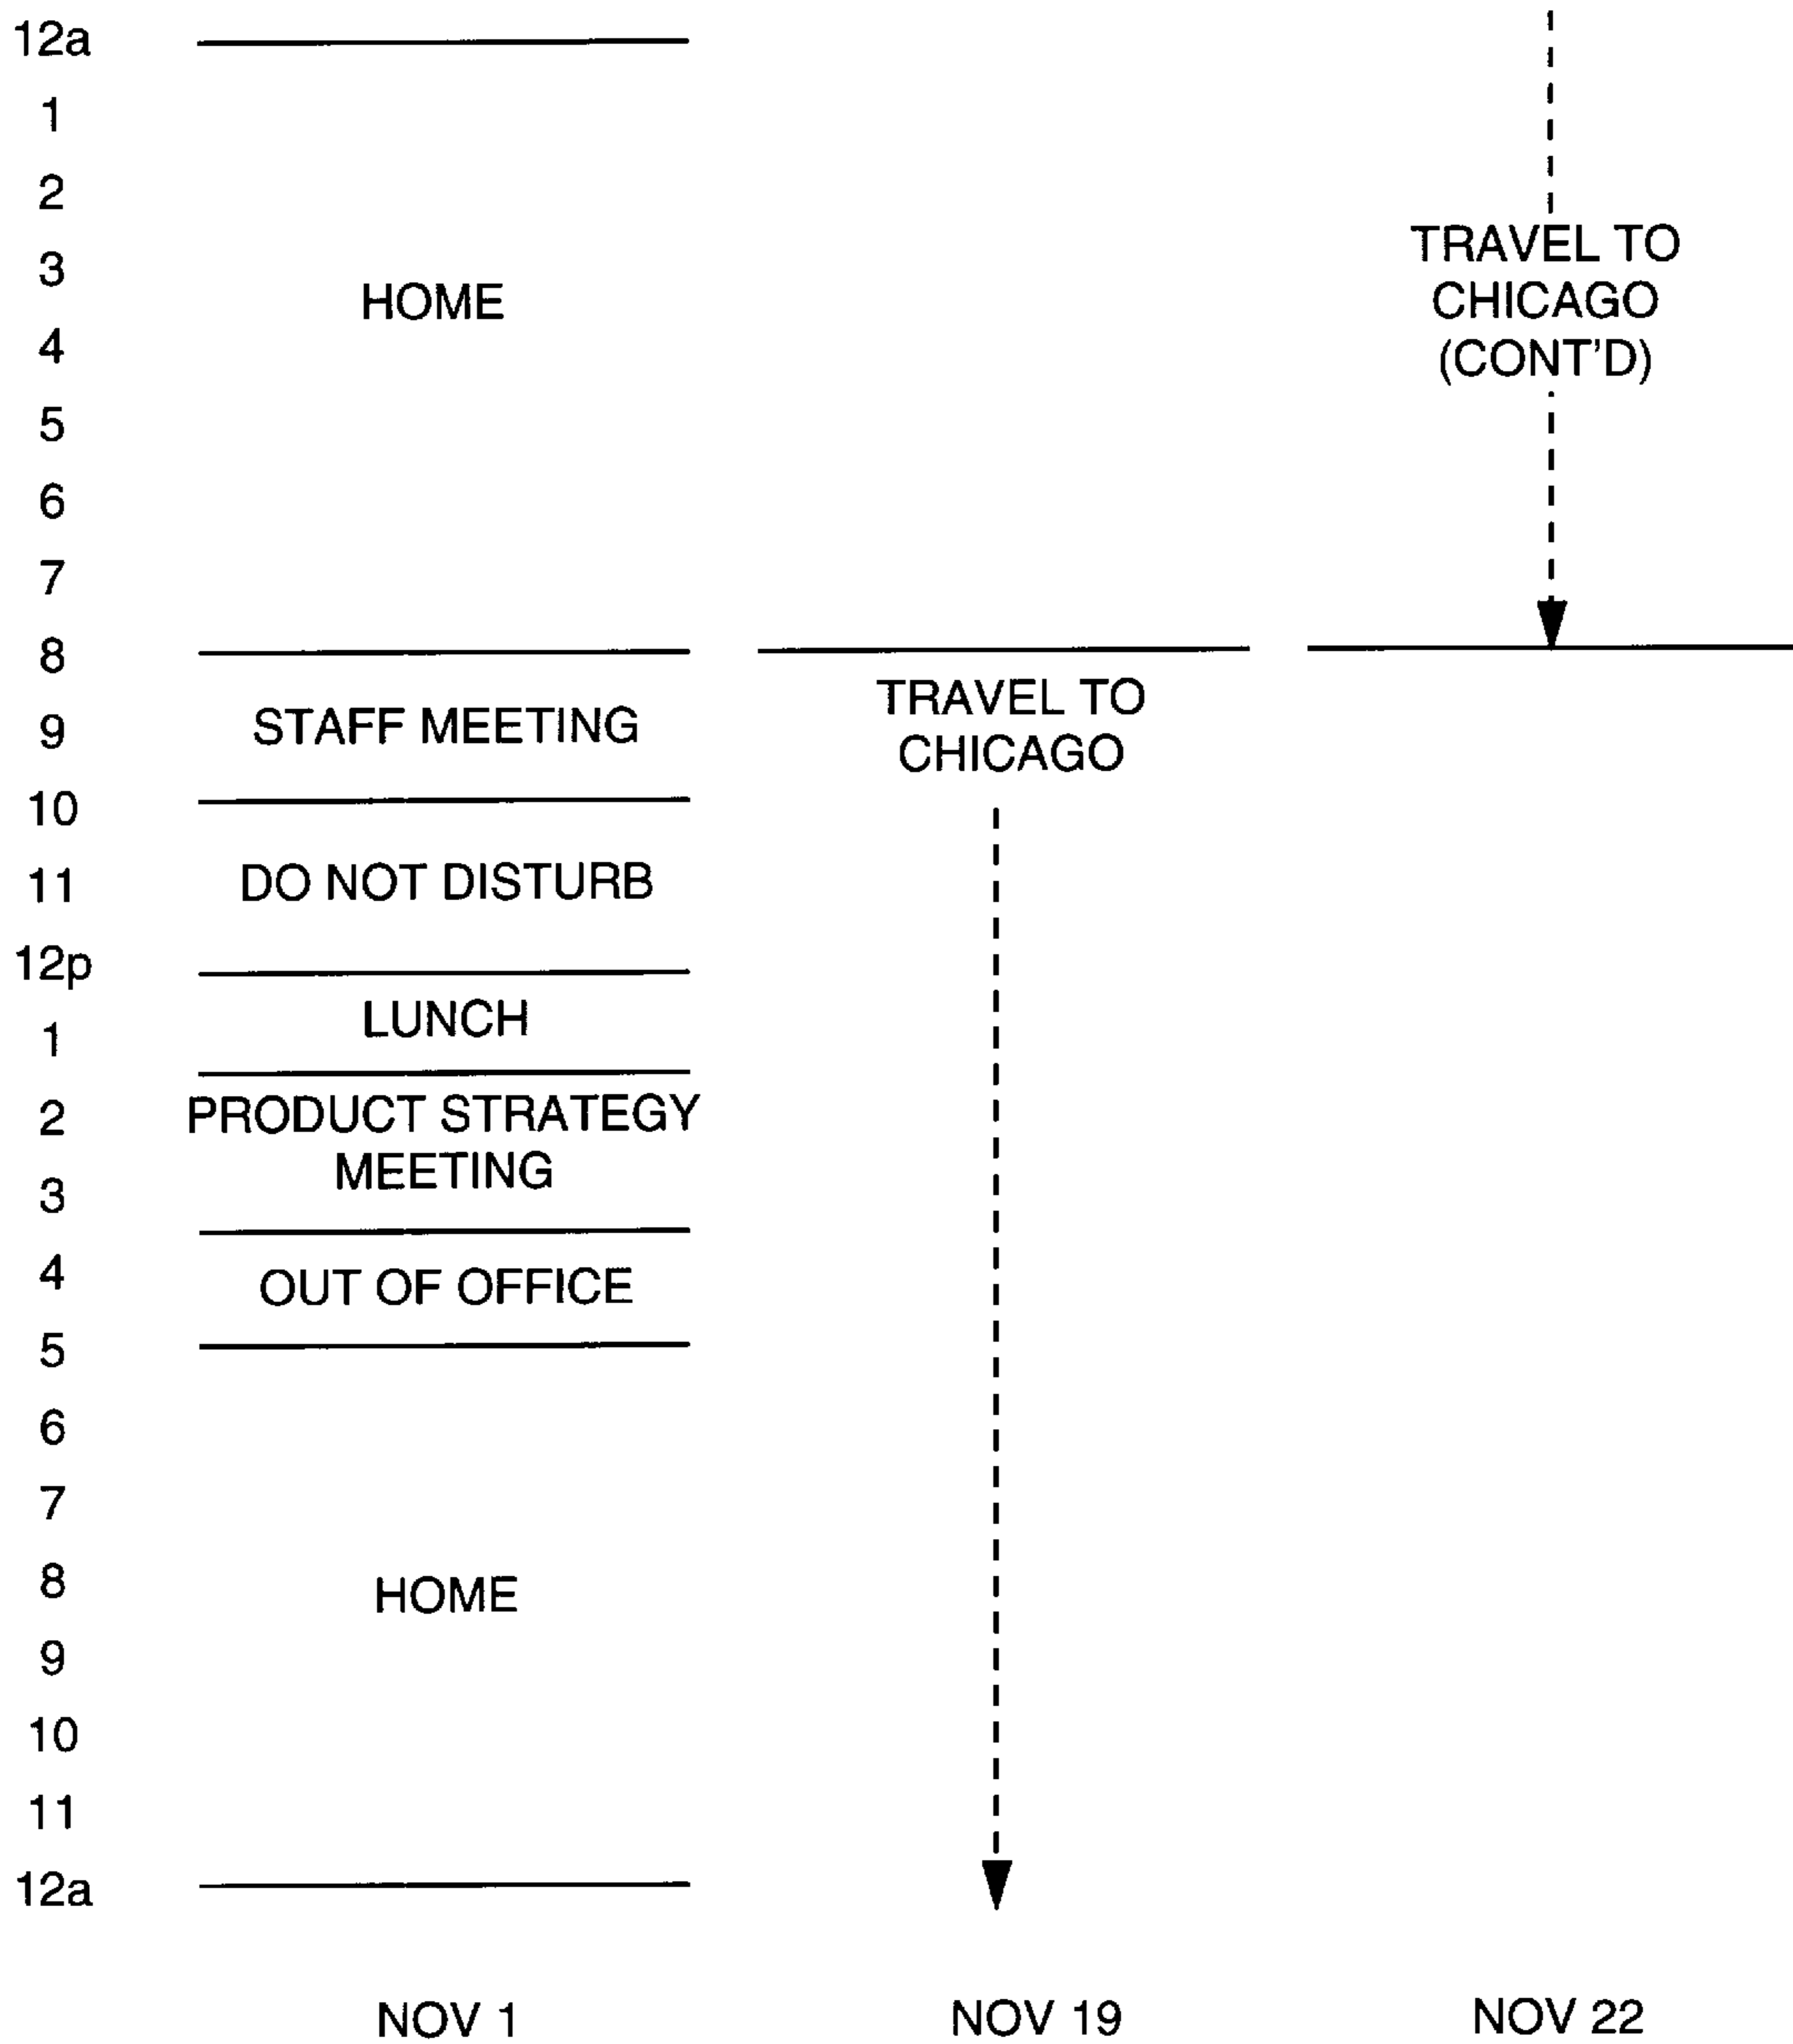 12a
1
2
3
4
5
6
7
8
9
10
11
12p
1
2
3
4
5
6
7
8
9
10
11
12a
HOME
STAFF MEETING
DO NOT DISTURB
LUNCH
PRODUCT STRATEGY
MEETING
OUT OF OFFICE
HOME
NOV 1
TRAVEL TO
CHICAGO
NOV 19
TRAVEL TO
CHICAGO
(CONT'D)
NOV 22